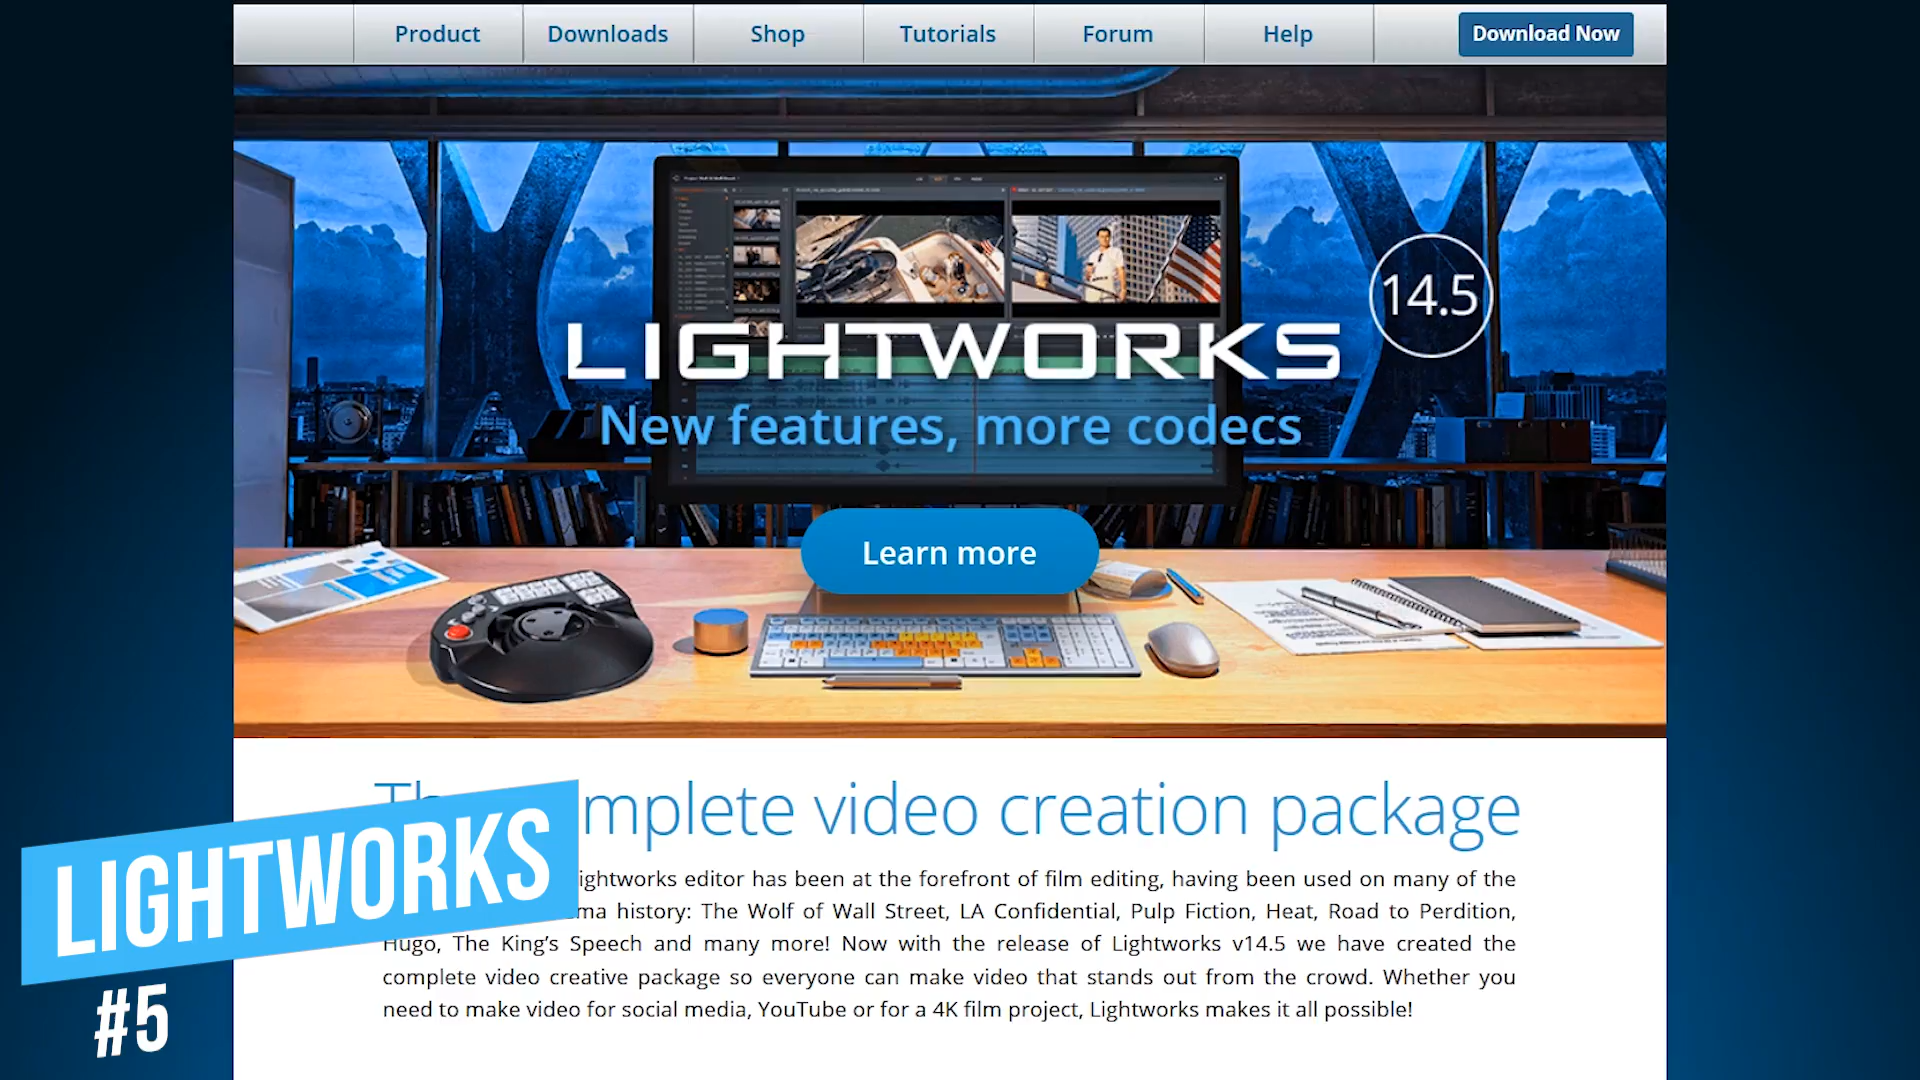 Product Downloads Shop Tutorials Forum Help Download Now
14.5
LIGHTWORKS
New features, more codecs
Learn more
mplete video creation package
ightworks editor has been at the forefront of film editing, having been used on many of the
ma history: The Wolf of Wall Street, LA Confidential, Pulp Fiction, Heat, Road to Perdition,
Hugo, The King's Speech and many more! Now with the release of Lightworks v14.5 we have created the
complete video creative package so everyone can make video that stands out from the crowd. Whether you
need to make video for social media, YouTube or for a 4K film project, Lightworks makes it all possible!
LIGHTWORKS
#5